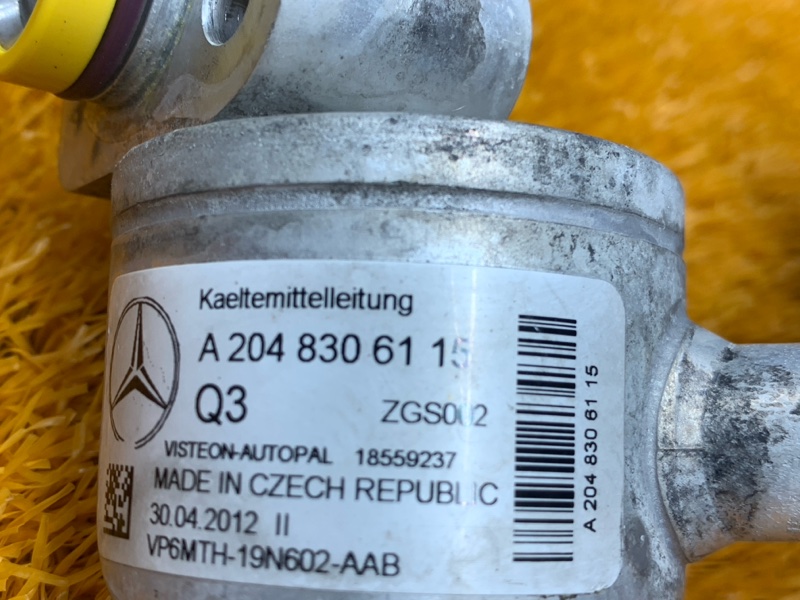 Kaeltemittelleitung
A 204 830 61 15
Q3
ZGS002
VISTEON-AUTOPAL 18559237
MADE IN CZECH REPUBLIC
30.04.2012 II
VP6MTH-19N602-AAB
A 204 830 61 15